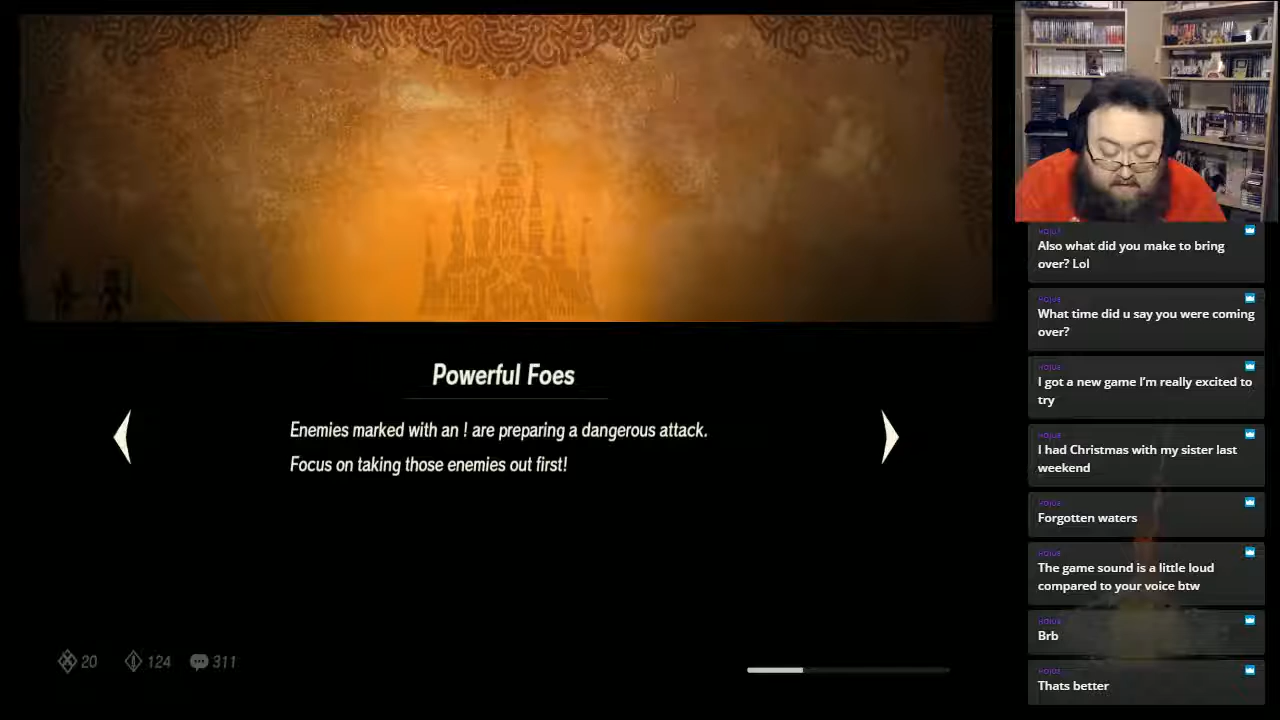 Powerful Foes
Enemies marked with an ! are preparing a dangerous attack.
Focus on taking those enemies out first!
20
124
311
Also what did you make to bring
over? Lol
What time did u say you were coming
over?
I got a new game I'm really excited to
try
I had Christmas with my sister last
weekend
Forgotten waters
The game sound is a little loud
compared to your voice btw
Brb
Thats better